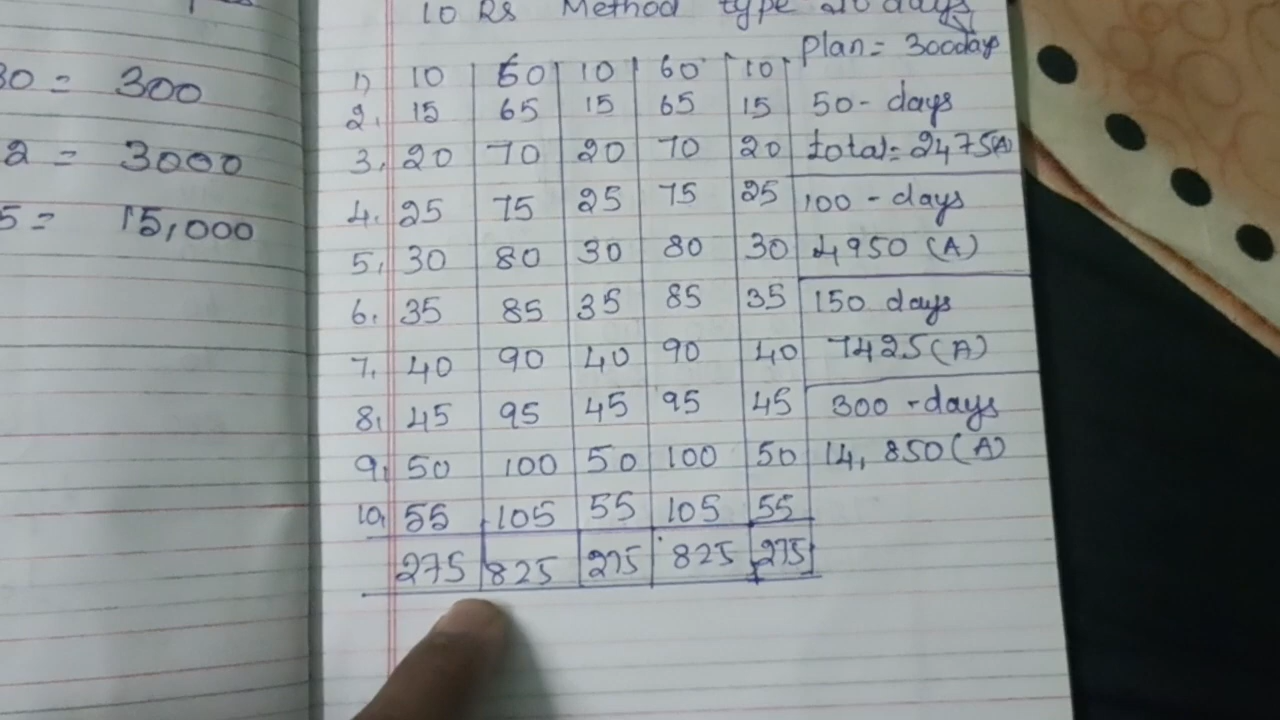 10 Rs Method type 20 days
Plan = 300days
30 = 300
2 = 3000
5 = 15,000
1) 10 60 10 60 10
2. 15 65 15 65 15 50 - days
3. 20 70 20 70 20 total = 2475(A)
4. 25 75 25 75 25 100 - days
5. 30 80 30 80 30 4950 (A)
6. 35 85 35 85 35 150 days
7. 40 90 40 90 40 7425(A)
8. 45 95 45 95 45 300 - days
9. 50 100 50 100 50 14,850(A)
10, 55 105 55 105 55
275 825 275 825 275